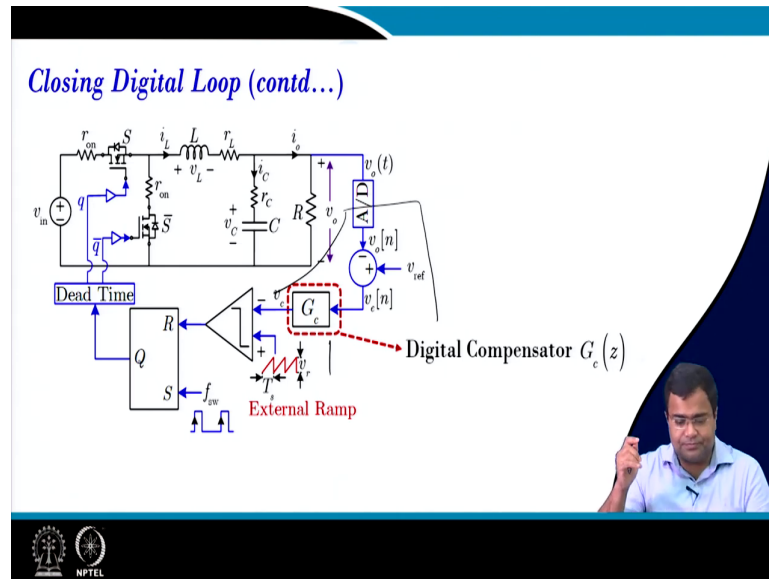 Closing Digital Loop (contd...)
r_on
S
i_L
L
r_L
i_o
+ v_L −
i_C
+
v_o(t)
r_on
r_C
A/D
q
v_in
+
−
S̄
+
v_C
−
C
R
v_o
q̄
v_o[n]
−
+
v_ref
−
Dead Time
v_c
v_e[n]
R
−
G_c
Digital Compensator G_c(z)
Q
+
v_r
T_s
S
f_sw
External Ramp
NPTEL